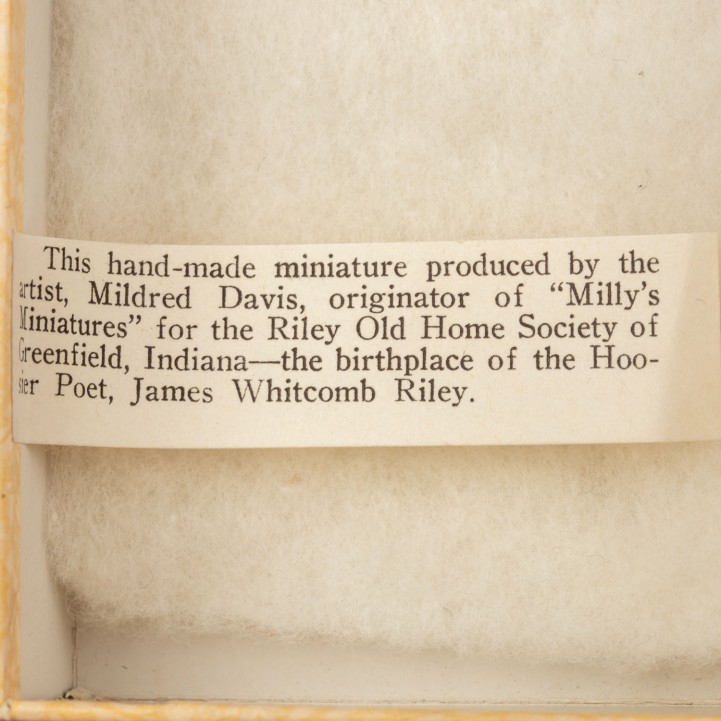 This hand-made miniature produced by the
artist, Mildred Davis, originator of “Milly’s
Miniatures” for the Riley Old Home Society of
Greenfield, Indiana—the birthplace of the Hoo-
sier Poet, James Whitcomb Riley.